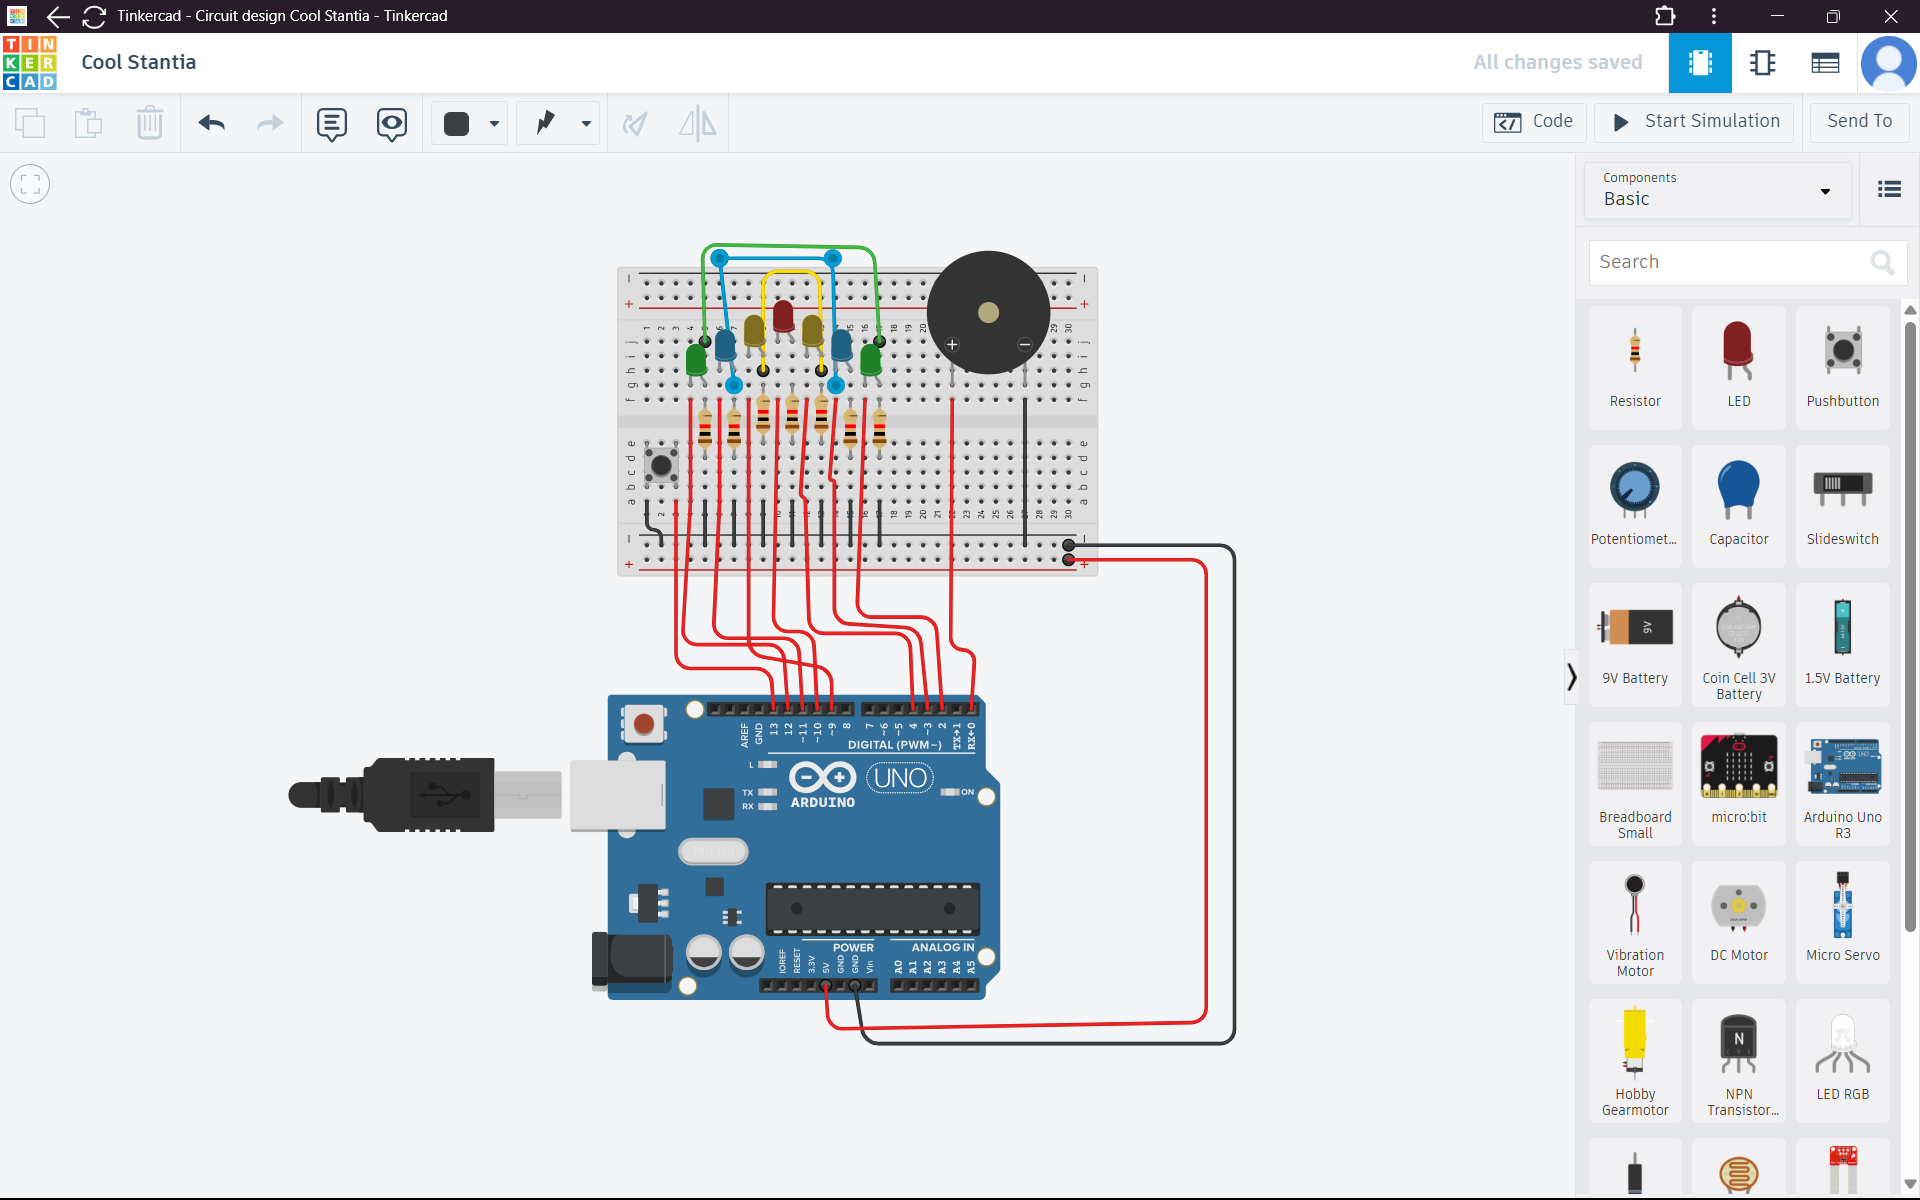 Tinkercad - Circuit design Cool Stantia - Tinkercad
TIN
KER
CAD
Cool Stantia
All changes saved
Code
Start Simulation
Send To
Components
Basic
Search
Resistor
LED
Pushbutton
Potentiomet...
Capacitor
Slideswitch
9V Battery
Coin Cell 3V
Battery
1.5V Battery
Breadboard
Small
micro:bit
Arduino Uno
R3
Vibration
Motor
DC Motor
Micro Servo
Hobby
Gearmotor
NPN
Transistor...
LED RGB
9V
N
AREF
GND
13
12
~11
~10
~9
8
7
~6
~5
4
~3
2
TX→1
RX←0
DIGITAL (PWM~)
L
TX
RX
ARDUINO
UNO
ON
POWER
ANALOG IN
IOREF
RESET
3.3V
5V
GND
GND
Vin
A0
A1
A2
A3
A4
A5